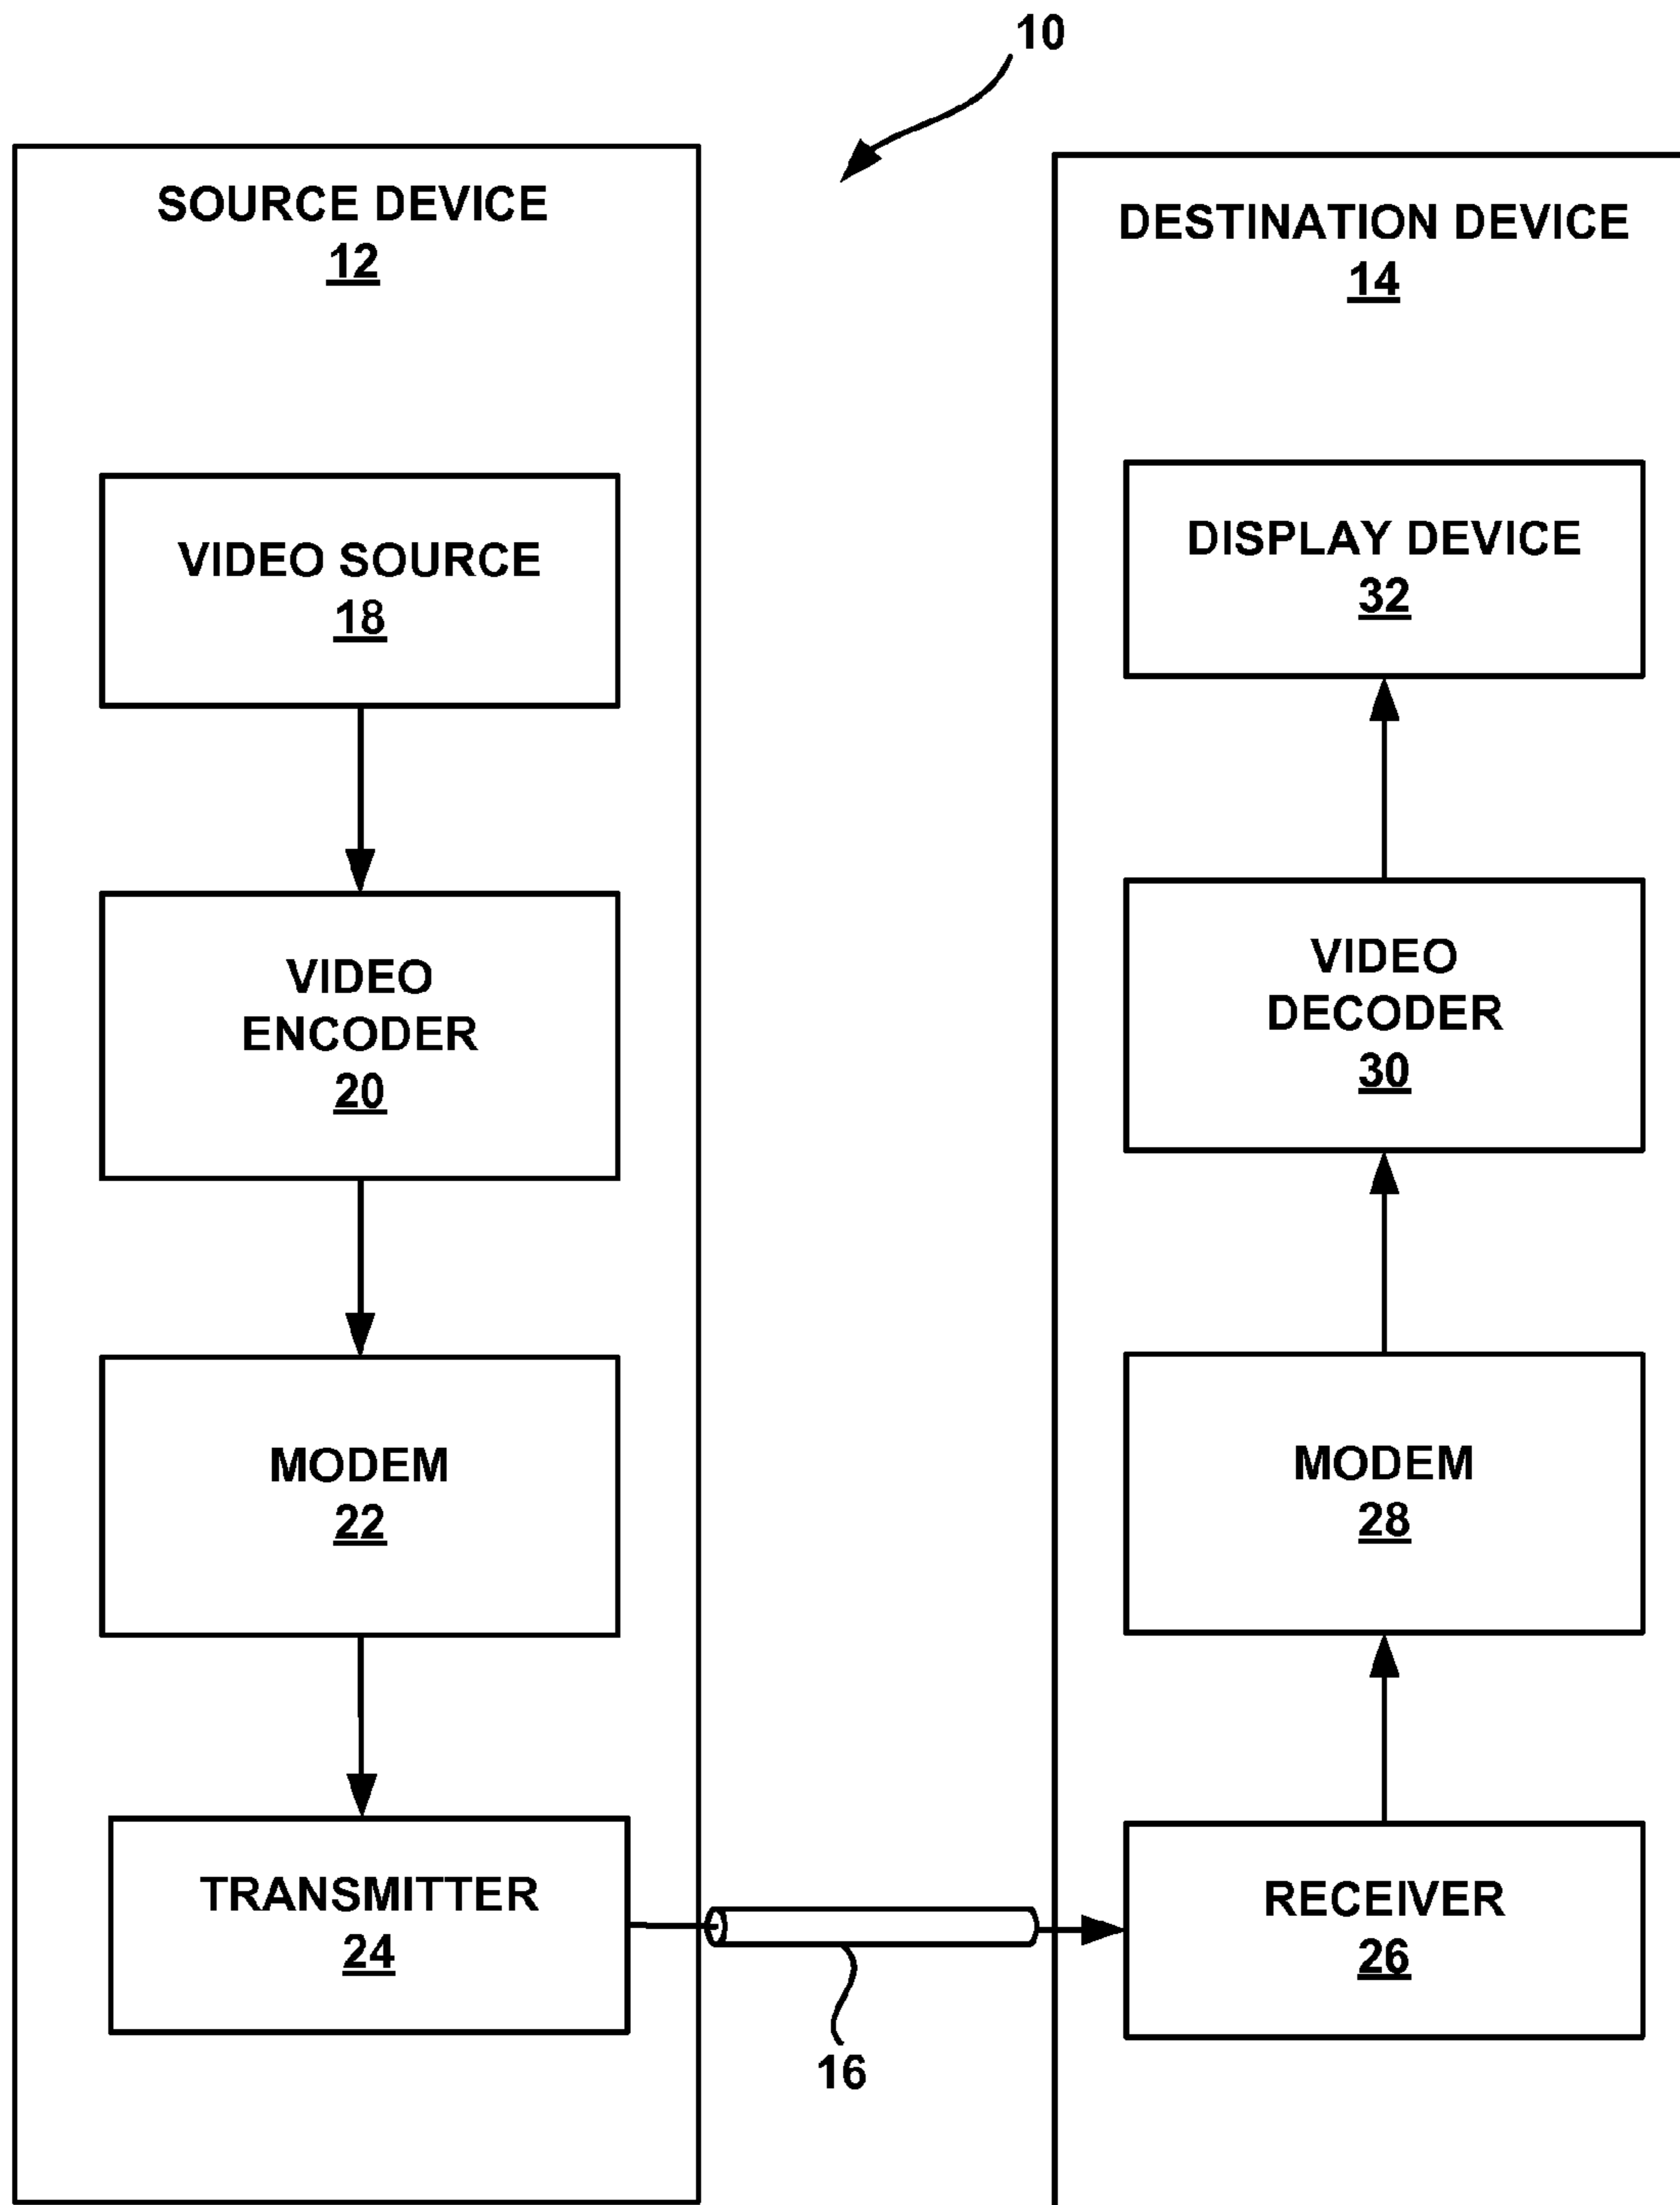 10
SOURCE DEVICE
12
VIDEO SOURCE
18
VIDEO
ENCODER
20
MODEM
22
TRANSMITTER
24
16
DESTINATION DEVICE
14
DISPLAY DEVICE
32
VIDEO
DECODER
30
MODEM
28
RECEIVER
26